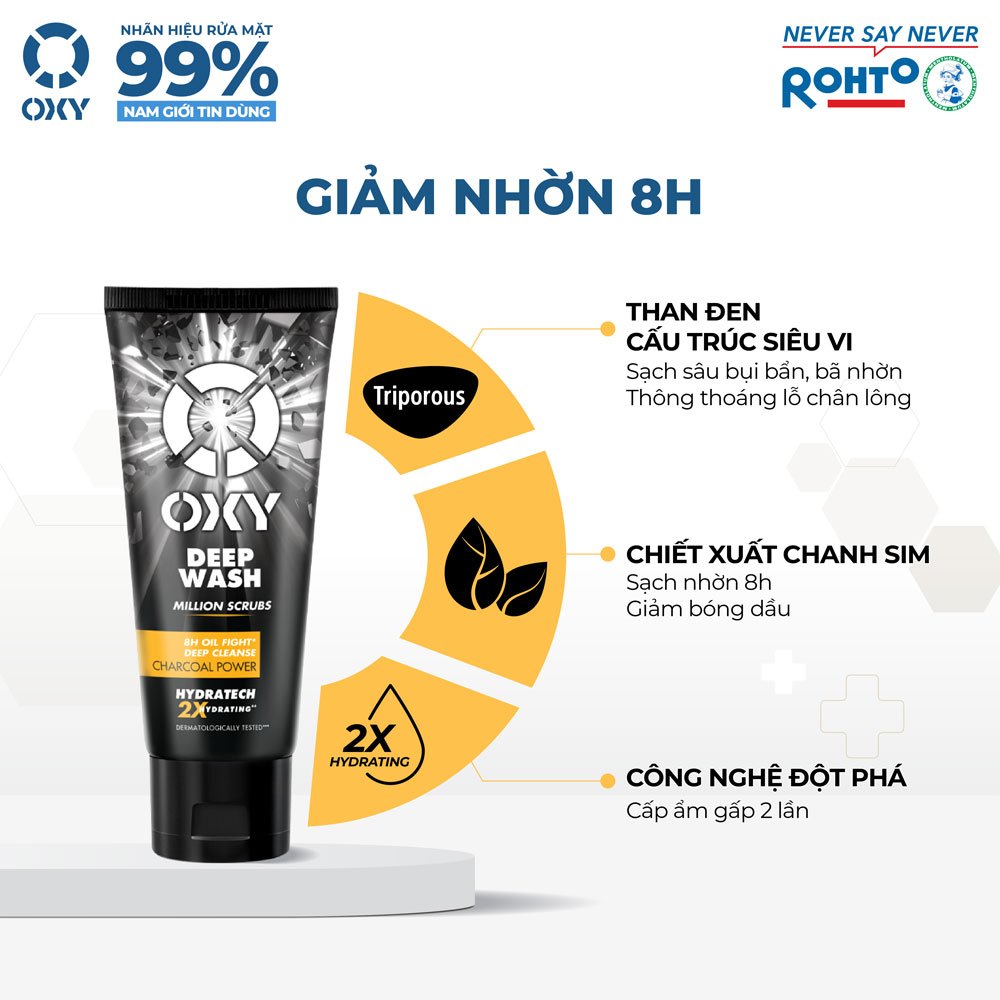 OXY
NHÃN HIỆU RỬA MẶT
99%
NAM GIỚI TIN DÙNG
NEVER SAY NEVER
ROHTO
GIẢM NHỜN 8H
OXY
DEEP
WASH
MILLION SCRUBS
8H OIL FIGHT*
DEEP CLEANSE
CHARCOAL POWER
HYDRATECH
2X HYDRATING**
DERMATOLOGICALLY TESTED***
Triporous
THAN ĐEN
CẤU TRÚC SIÊU VI
Sạch sâu bụi bẩn, bã nhờn
Thông thoáng lỗ chân lông
CHIẾT XUẤT CHANH SIM
Sạch nhờn 8h
Giảm bóng dầu
2X
HYDRATING
CÔNG NGHỆ ĐỘT PHÁ
Cấp ẩm gấp 2 lần